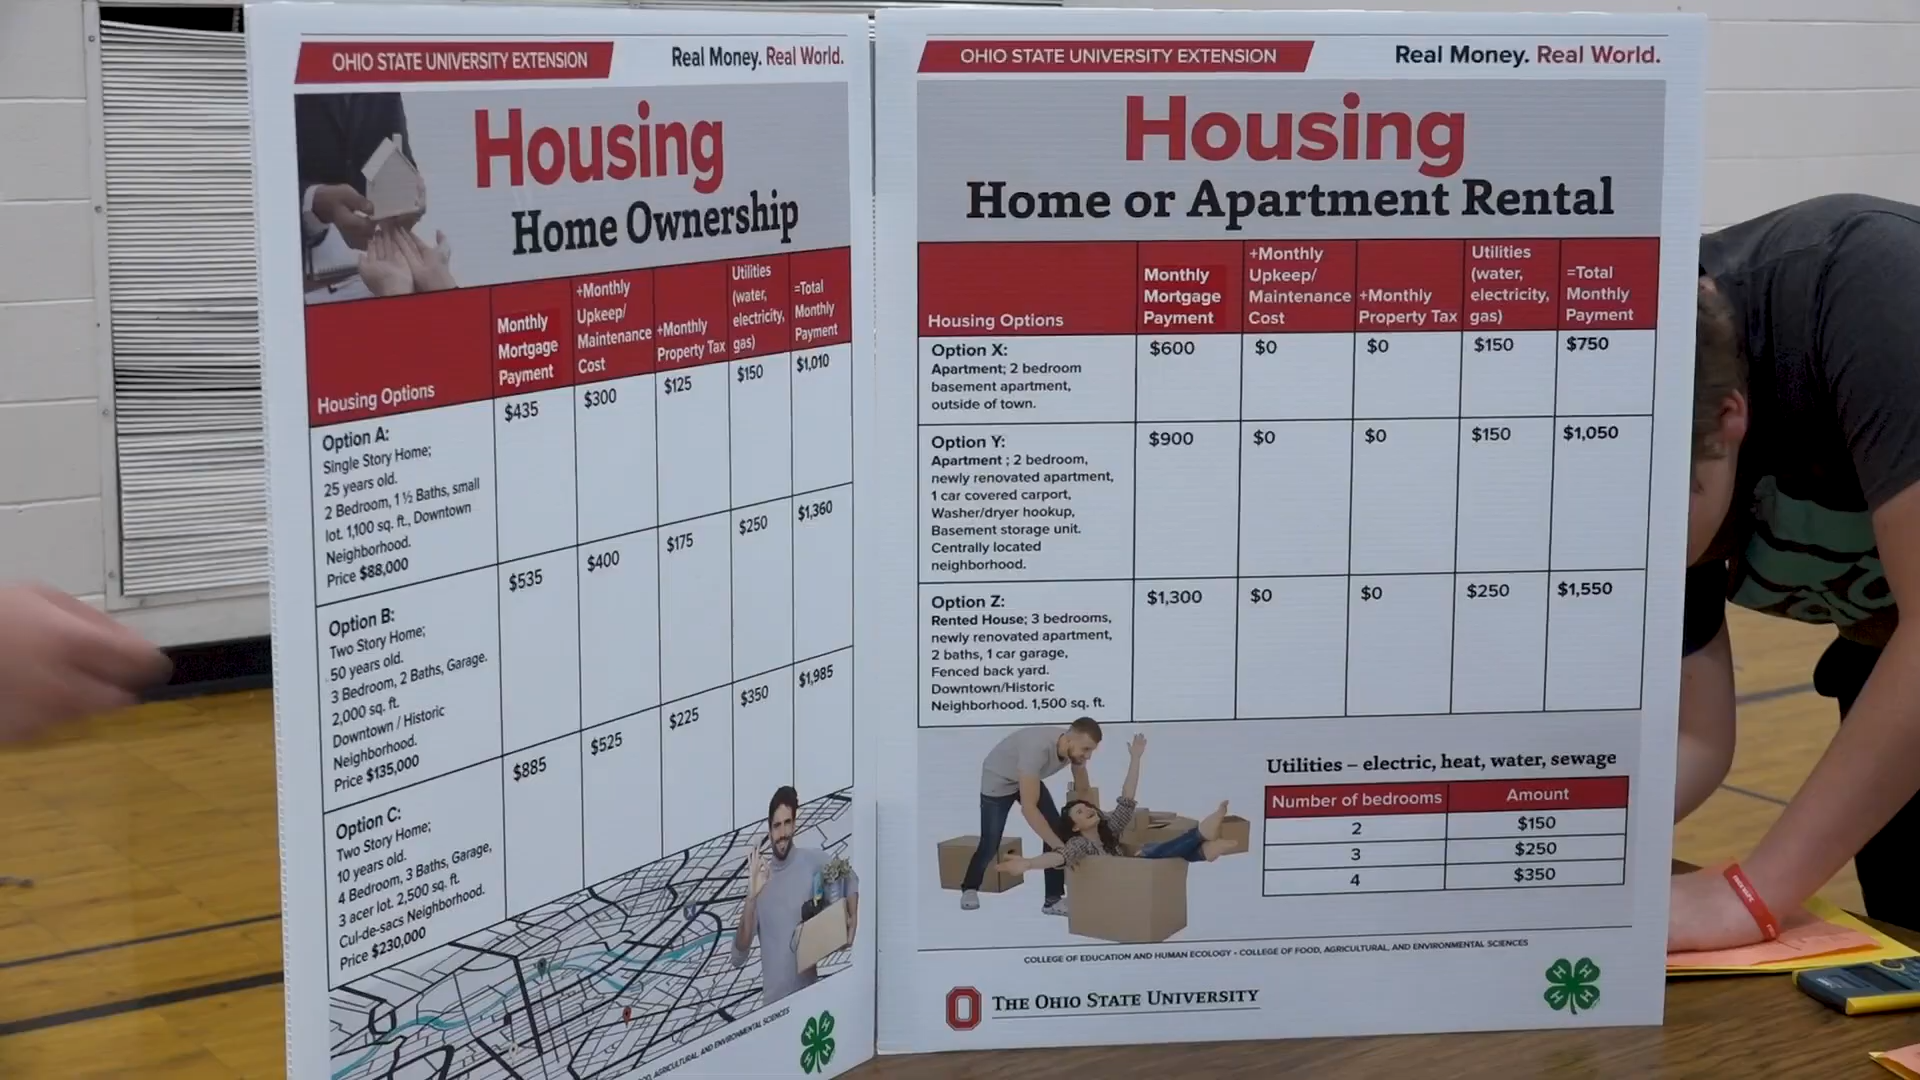 OHIO STATE UNIVERSITY EXTENSION
Real Money. Real World.
Housing
Home Ownership
Housing Options
Monthly
Mortgage
Payment
+Monthly
Upkeep/
Maintenance
Cost
+Monthly
Property Tax
Utilities
(water,
electricity,
gas)
=Total
Monthly
Payment
Option A:
Single Story Home;
25 years old.
2 Bedroom, 1 ½ Baths, small
lot. 1,100 sq. ft., Downtown
Neighborhood.
Price $88,000
$435
$300
$125
$150
$1,010
Option B:
Two Story Home;
50 years old.
3 Bedroom, 2 Baths, Garage.
2,000 sq. ft.
Downtown / Historic
Neighborhood.
Price $135,000
$535
$400
$175
$250
$1,360
Option C:
Two Story Home;
10 years old.
4 Bedroom, 3 Baths, Garage,
3 acer lot. 2,500 sq. ft.
Cul-de-sacs Neighborhood.
Price $230,000
$885
$525
$225
$350
$1,985
AGRICULTURAL, AND ENVIRONMENTAL SCIENCES
H H H H
OHIO STATE UNIVERSITY EXTENSION
Real Money. Real World.
Housing
Home or Apartment Rental
Housing Options
Monthly
Mortgage
Payment
+Monthly
Upkeep/
Maintenance
Cost
+Monthly
Property Tax
Utilities
(water,
electricity,
gas)
=Total
Monthly
Payment
Option X:
Apartment; 2 bedroom
basement apartment,
outside of town.
$600
$0
$0
$150
$750
Option Y:
Apartment ; 2 bedroom,
newly renovated apartment,
1 car covered carport,
Washer/dryer hookup,
Basement storage unit.
Centrally located
neighborhood.
$900
$0
$0
$150
$1,050
Option Z:
Rented House; 3 bedrooms,
newly renovated apartment,
2 baths, 1 car garage,
Fenced back yard.
Downtown/Historic
Neighborhood. 1,500 sq. ft.
$1,300
$0
$0
$250
$1,550
Utilities – electric, heat, water, sewage
Number of bedrooms
Amount
2
$150
3
$250
4
$350
COLLEGE OF EDUCATION AND HUMAN ECOLOGY • COLLEGE OF FOOD, AGRICULTURAL, AND ENVIRONMENTAL SCIENCES
THE OHIO STATE UNIVERSITY
H H H H